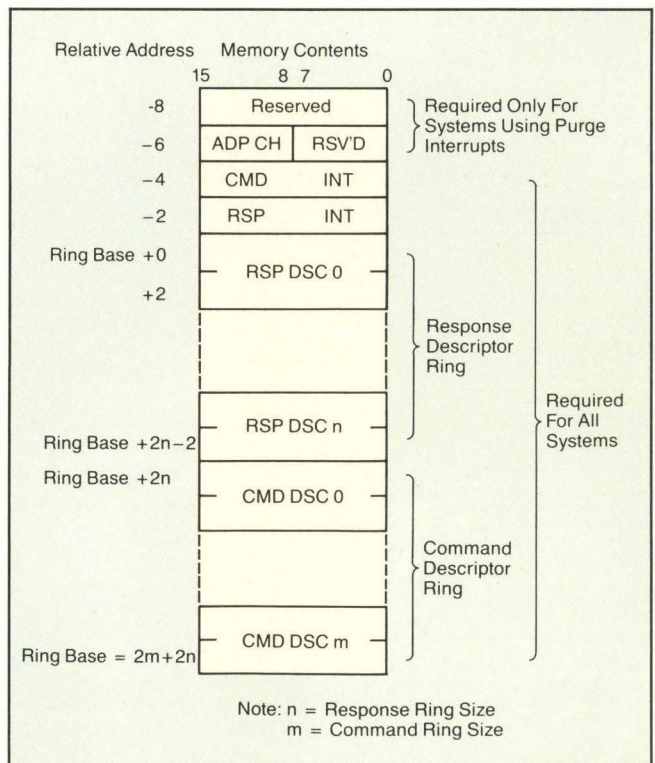 Relative Address Memory Contents
15 8 7 0
-8 Reserved
-6 ADP CH RSV'D
-4 CMD INT
-2 RSP INT
Required Only For
Systems Using Purge
Interrupts
Ring Base +0
RSP DSC 0
+2
Response
Descriptor
Ring
RSP DSC n
Ring Base +2n-2
Ring Base +2n
CMD DSC 0
Command
Descriptor
Ring
CMD DSC m
Ring Base = 2m+2n
Required
For All
Systems
Note: n = Response Ring Size
m = Command Ring Size